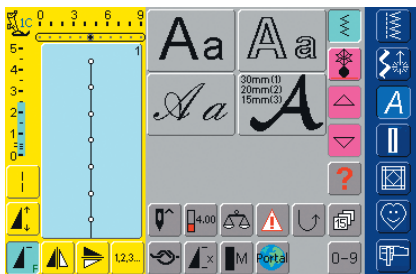 1C 0 3 6 9
5- 1
4-
3-
2-
1-
0-
Aa
Aa
Aa
30mm(1)
20mm(2)
15mm(3)
A
A
?
4.00
15
F
1,2,3...
x
M
Portal
0-9